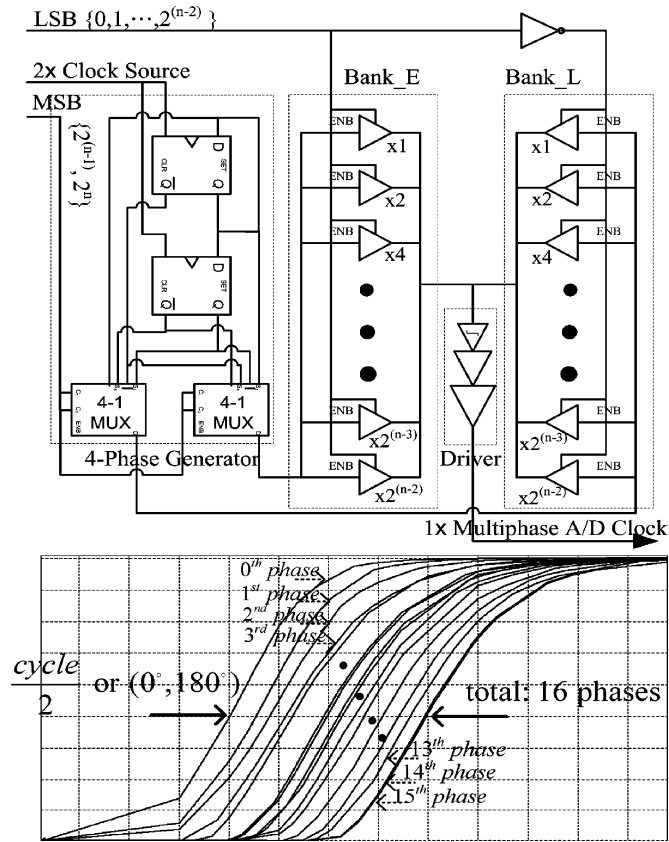 LSB {0,1,⋯,2^(n-2) }
2x Clock Source
MSB
{2^(n-1), 2^n}
Bank_E
Bank_L
D
CLR
SET
Q̅
Q
D
CLR
SET
Q̅
Q
ENB
x1
ENB
x1
ENB
x2
ENB
x2
ENB
x4
ENB
x4
4-1
MUX
ENB
4-1
MUX
ENB
ENB
x2^(n-3)
ENB
x2^(n-3)
ENB
x2^(n-2)
ENB
x2^(n-2)
4-Phase Generator
Driver
1x Multiphase A/D Clock
0^th phase
1^st phase
2^nd phase
3^rd phase
cycle/2 or (0°,180°)
total: 16 phases
13^th phase
14^th phase
15^th phase